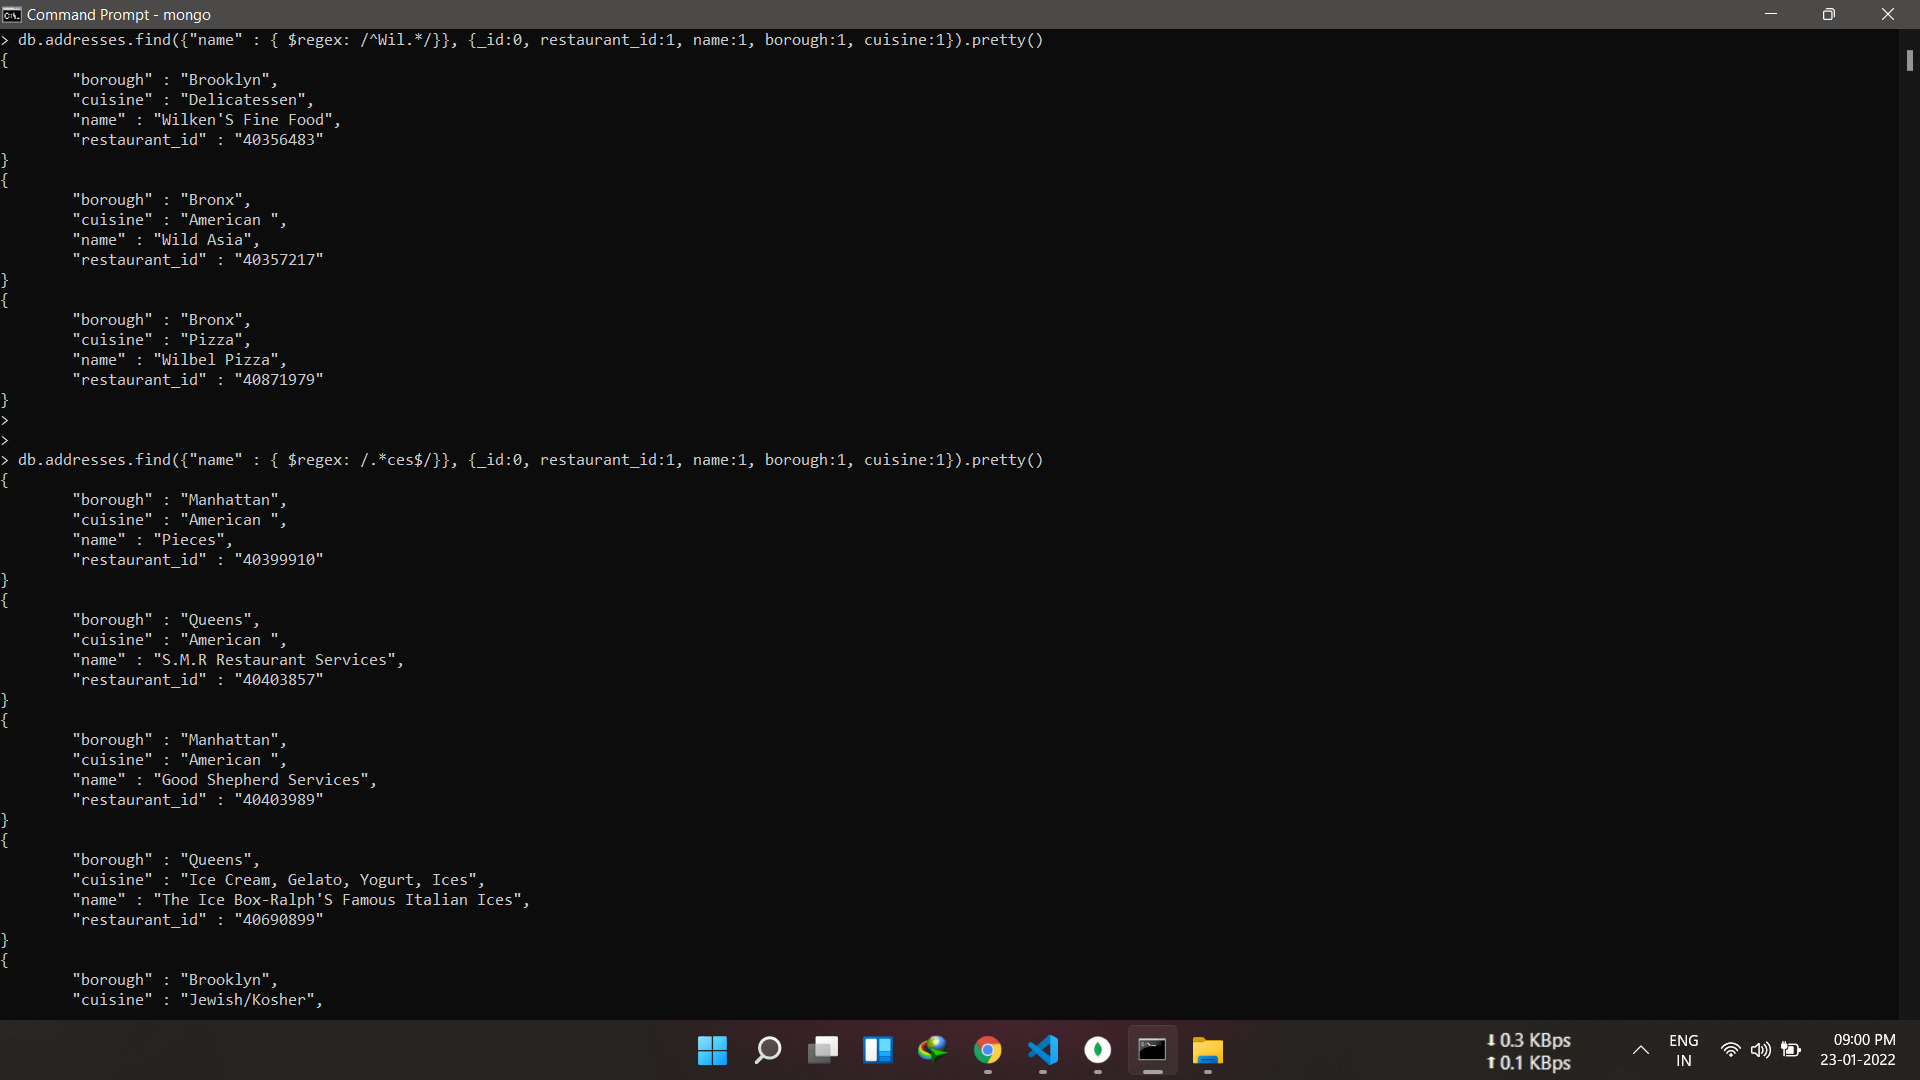 Command Prompt - mongo
> db.addresses.find({"name" : { $regex: /^Wil.*/}}, {_id:0, restaurant_id:1, name:1, borough:1, cuisine:1}).pretty()
{
        "borough" : "Brooklyn",
        "cuisine" : "Delicatessen",
        "name" : "Wilken'S Fine Food",
        "restaurant_id" : "40356483"
}
{
        "borough" : "Bronx",
        "cuisine" : "American ",
        "name" : "Wild Asia",
        "restaurant_id" : "40357217"
}
{
        "borough" : "Bronx",
        "cuisine" : "Pizza",
        "name" : "Wilbel Pizza",
        "restaurant_id" : "40871979"
}
>
>
> db.addresses.find({"name" : { $regex: /.*ces$/}}, {_id:0, restaurant_id:1, name:1, borough:1, cuisine:1}).pretty()
{
        "borough" : "Manhattan",
        "cuisine" : "American ",
        "name" : "Pieces",
        "restaurant_id" : "40399910"
}
{
        "borough" : "Queens",
        "cuisine" : "American ",
        "name" : "S.M.R Restaurant Services",
        "restaurant_id" : "40403857"
}
{
        "borough" : "Manhattan",
        "cuisine" : "American ",
        "name" : "Good Shepherd Services",
        "restaurant_id" : "40403989"
}
{
        "borough" : "Queens",
        "cuisine" : "Ice Cream, Gelato, Yogurt, Ices",
        "name" : "The Ice Box-Ralph'S Famous Italian Ices",
        "restaurant_id" : "40690899"
}
{
        "borough" : "Brooklyn",
        "cuisine" : "Jewish/Kosher",
0.3 KBps
0.1 KBps
ENG
IN
09:00 PM
23-01-2022